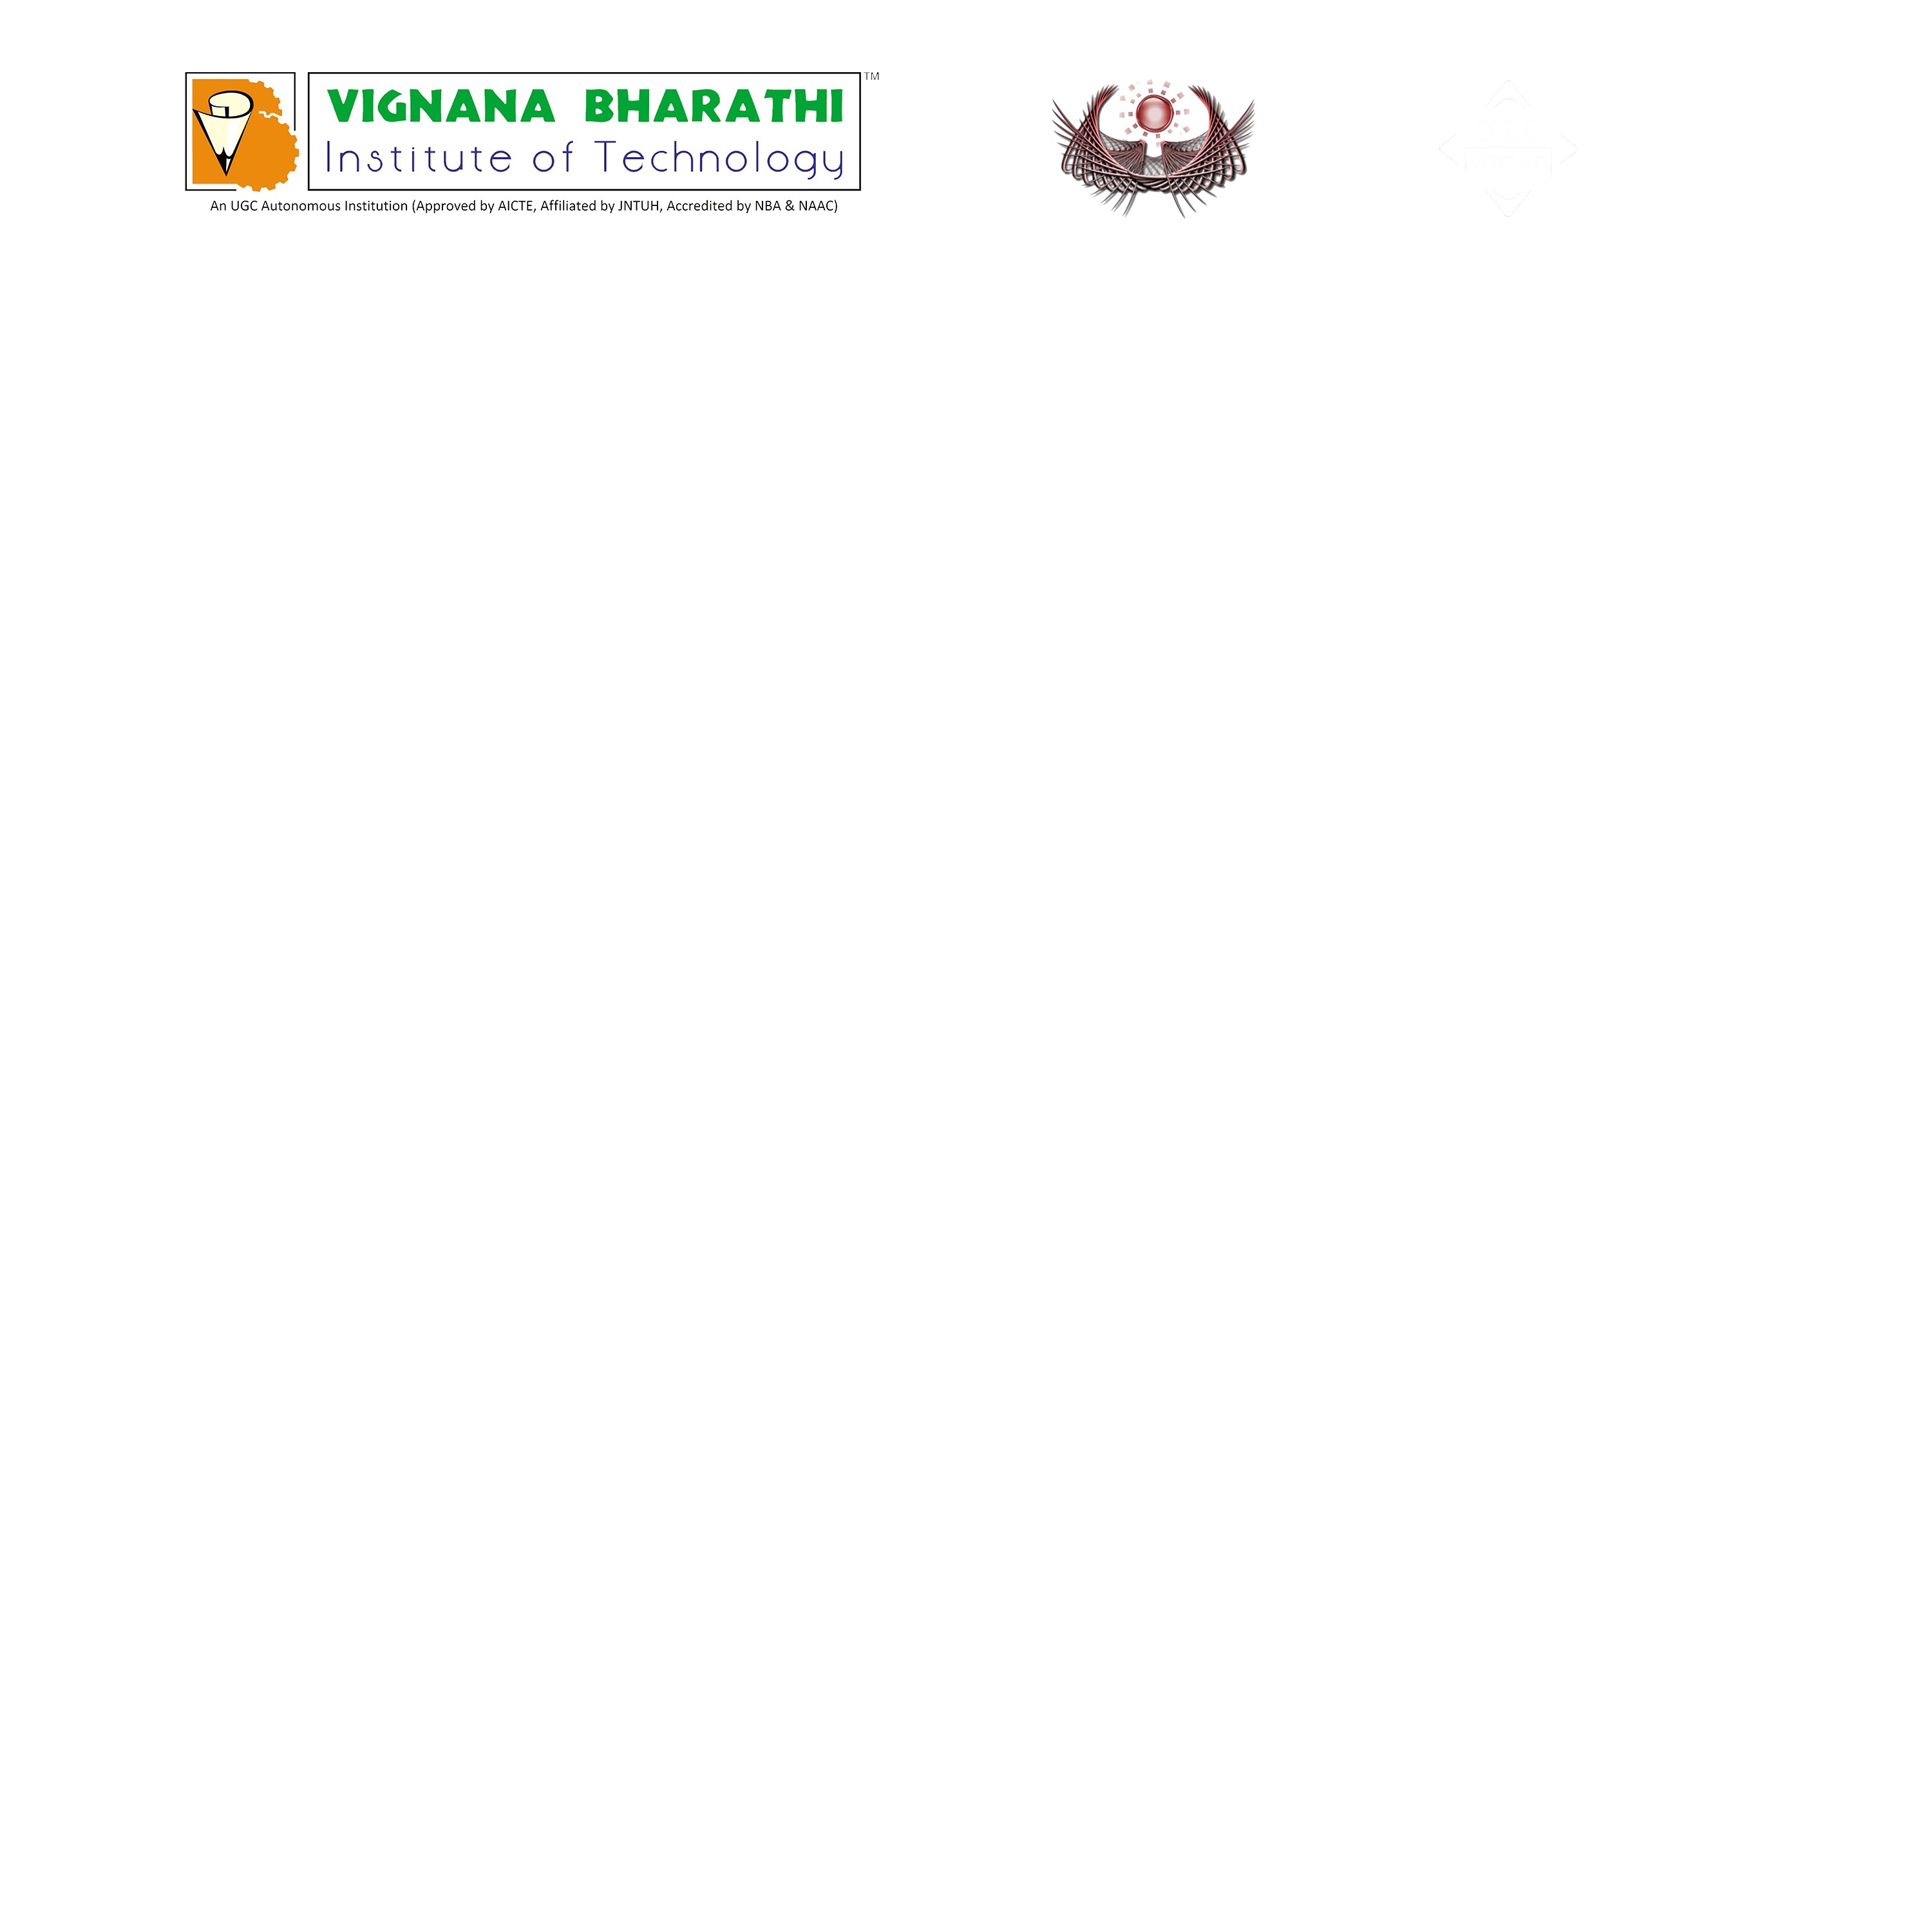 VIGNANA BHARATHI
TM
Institute of Technology
An UGC Autonomous Institution (Approved by AICTE, Affiliated by JNTUH, Accredited by NBA & NAAC)